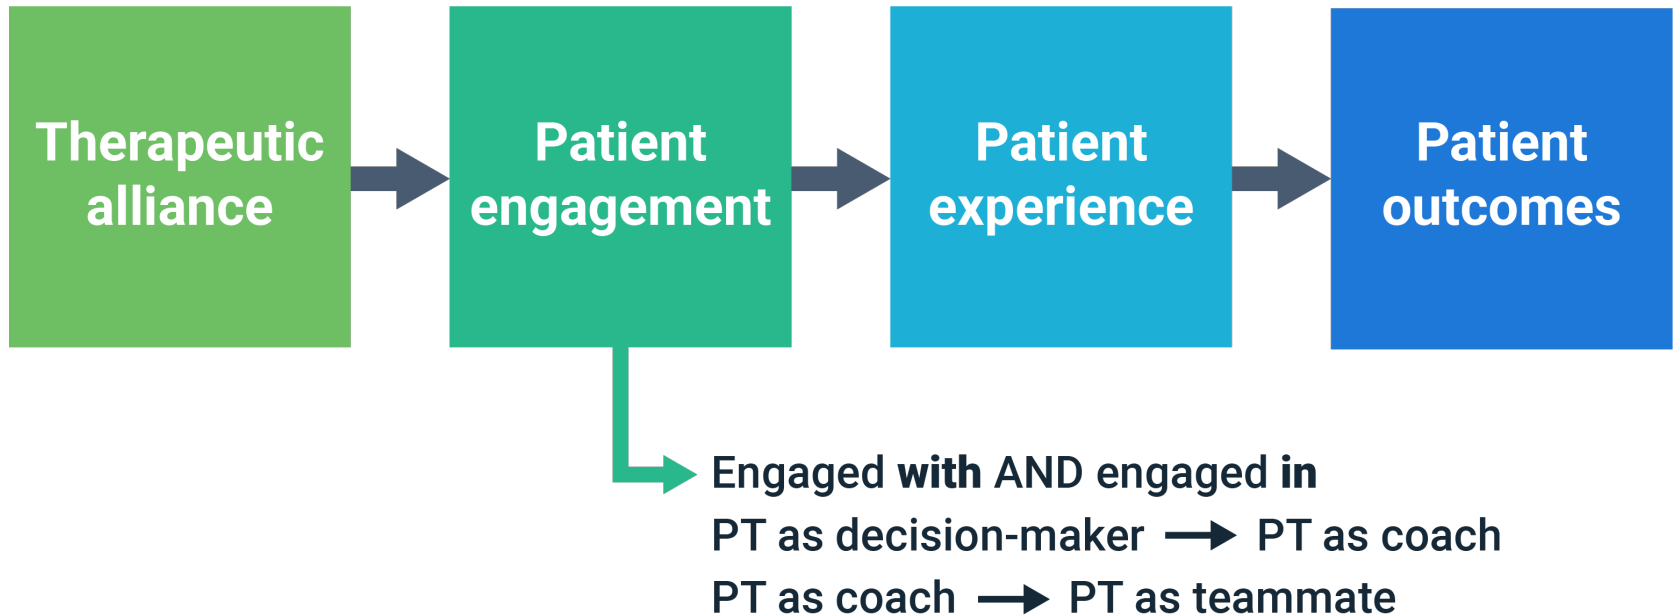 Therapeutic
alliance
Patient
engagement
Patient
experience
Patient
outcomes
Engaged with AND engaged in
PT as decision-maker → PT as coach
PT as coach → PT as teammate